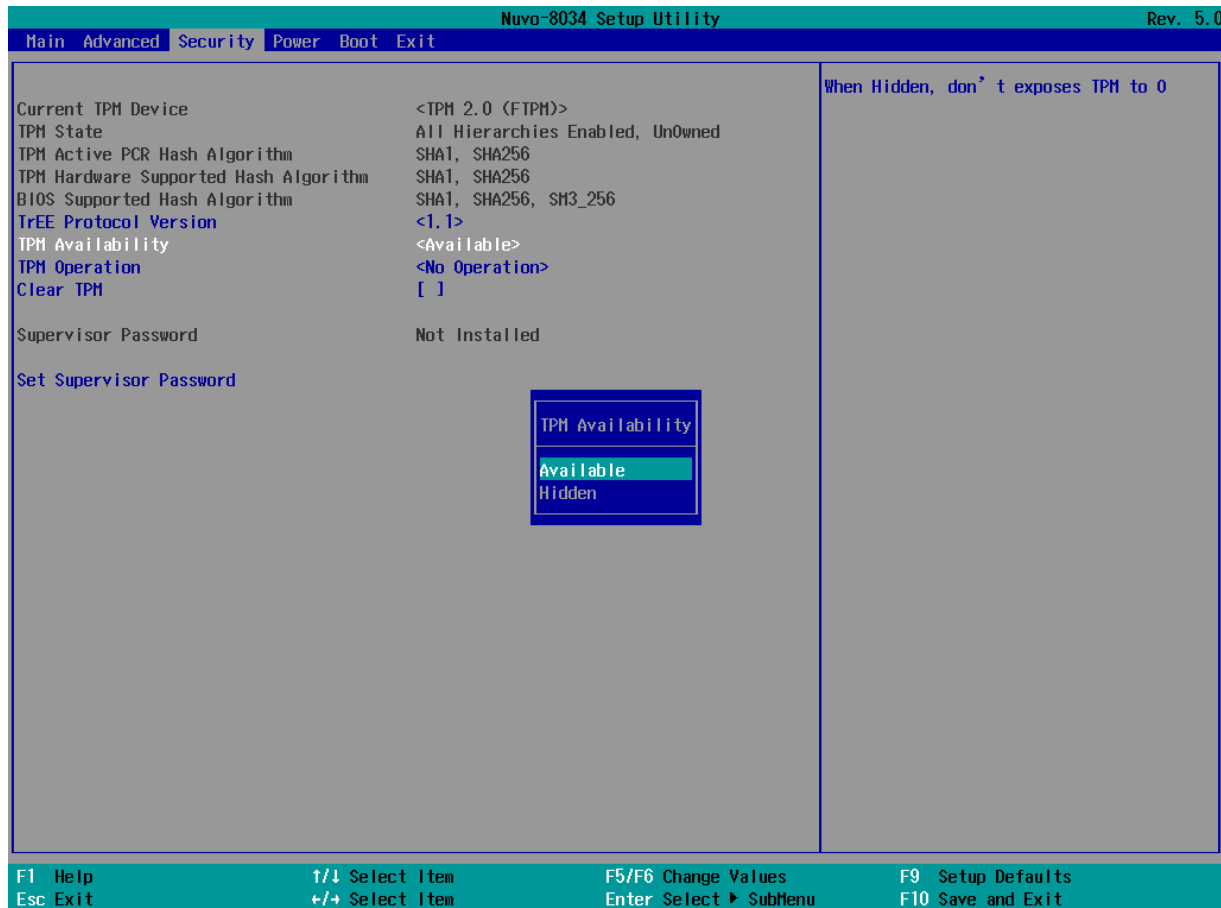 Nuvo-8034 Setup Utility Rev. 5.0
Main Advanced Security Power Boot Exit
When Hidden, don't exposes TPM to 0
Current TPM Device <TPM 2.0 (FTPM)>
TPM State All Hierarchies Enabled, UnOwned
TPM Active PCR Hash Algorithm SHA1, SHA256
TPM Hardware Supported Hash Algorithm SHA1, SHA256
BIOS Supported Hash Algorithm SHA1, SHA256, SM3_256
TrEE Protocol Version <1.1>
TPM Availability <Available>
TPM Operation <No Operation>
Clear TPM [ ]
Supervisor Password Not Installed
Set Supervisor Password
TPM Availability
Available
Hidden
F1 Help ↑/↓ Select Item F5/F6 Change Values F9 Setup Defaults
Esc Exit ←/→ Select Item Enter Select ▶ SubMenu F10 Save and Exit